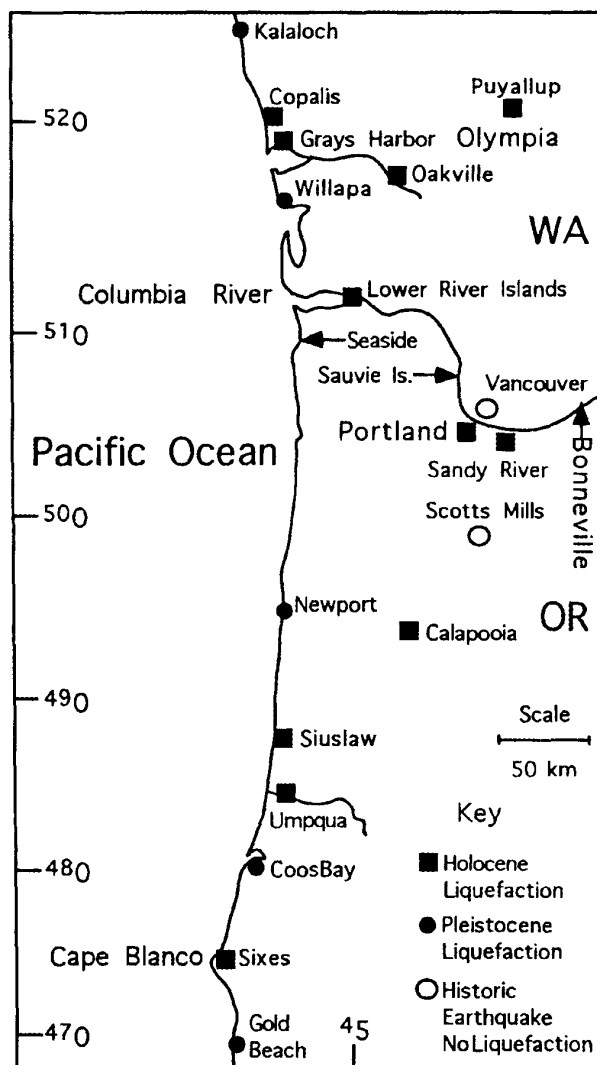 Kalaloch
Puyallup
Copalis
520
Grays Harbor
Olympia
Oakville
Willapa
WA
Columbia River
Lower River Islands
510
Seaside
Sauvie Is.
Vancouver
Portland
Pacific Ocean
Sandy River
Bonneville
500
Scotts Mills
Newport
OR
Calapooia
490
Scale
Siuslaw
50 km
Umpqua
Key
480
CoosBay
Holocene
Liquefaction
Pleistocene
Liquefaction
Cape Blanco
Sixes
Historic
Earthquake
No Liquefaction
470
Gold
Beach
45